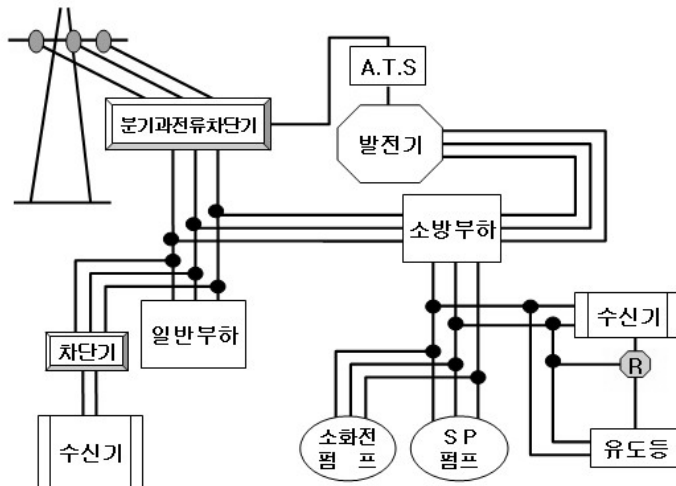 A.T.S
분기과전류차단기
발전기
소방부하
일반부하
수신기
차단기
R
소화전
펌 프
S P
펌프
유도등
수신기